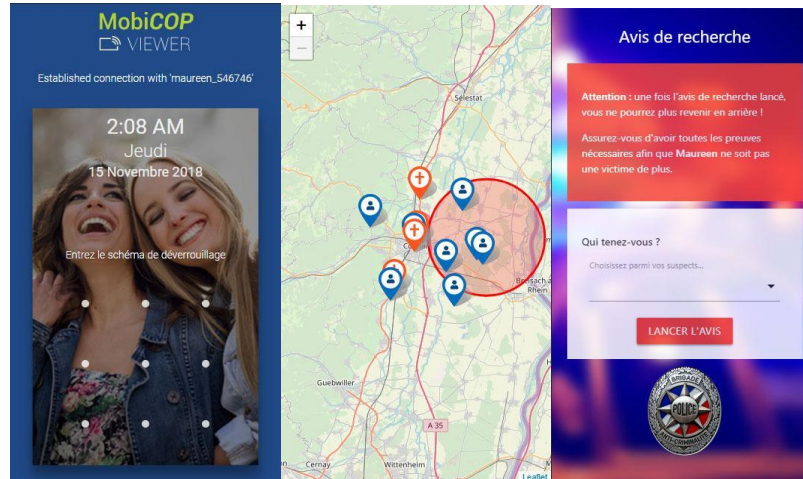 MobiCOP
VIEWER
Established connection with 'maureen_546746'
2:08 AM
Jeudi
15 Novembre 2018
Entrez le schéma de déverrouillage
+
−
Sélestat
Guebwiller
A 35
Cernay
Wittenheim
Rhein
Leaflet
Avis de recherche
Attention : une fois l'avis de recherche lancé,
vous ne pourrez plus revenir en arrière !
Assurez-vous d'avoir toutes les preuves
nécessaires afin que Maureen ne soit pas
une victime de plus.
Qui tenez-vous ?
Choisissez parmi vos suspects...
LANCER L'AVIS
BRIGADE
POLICE
ANTI-CRIMINALITÉ